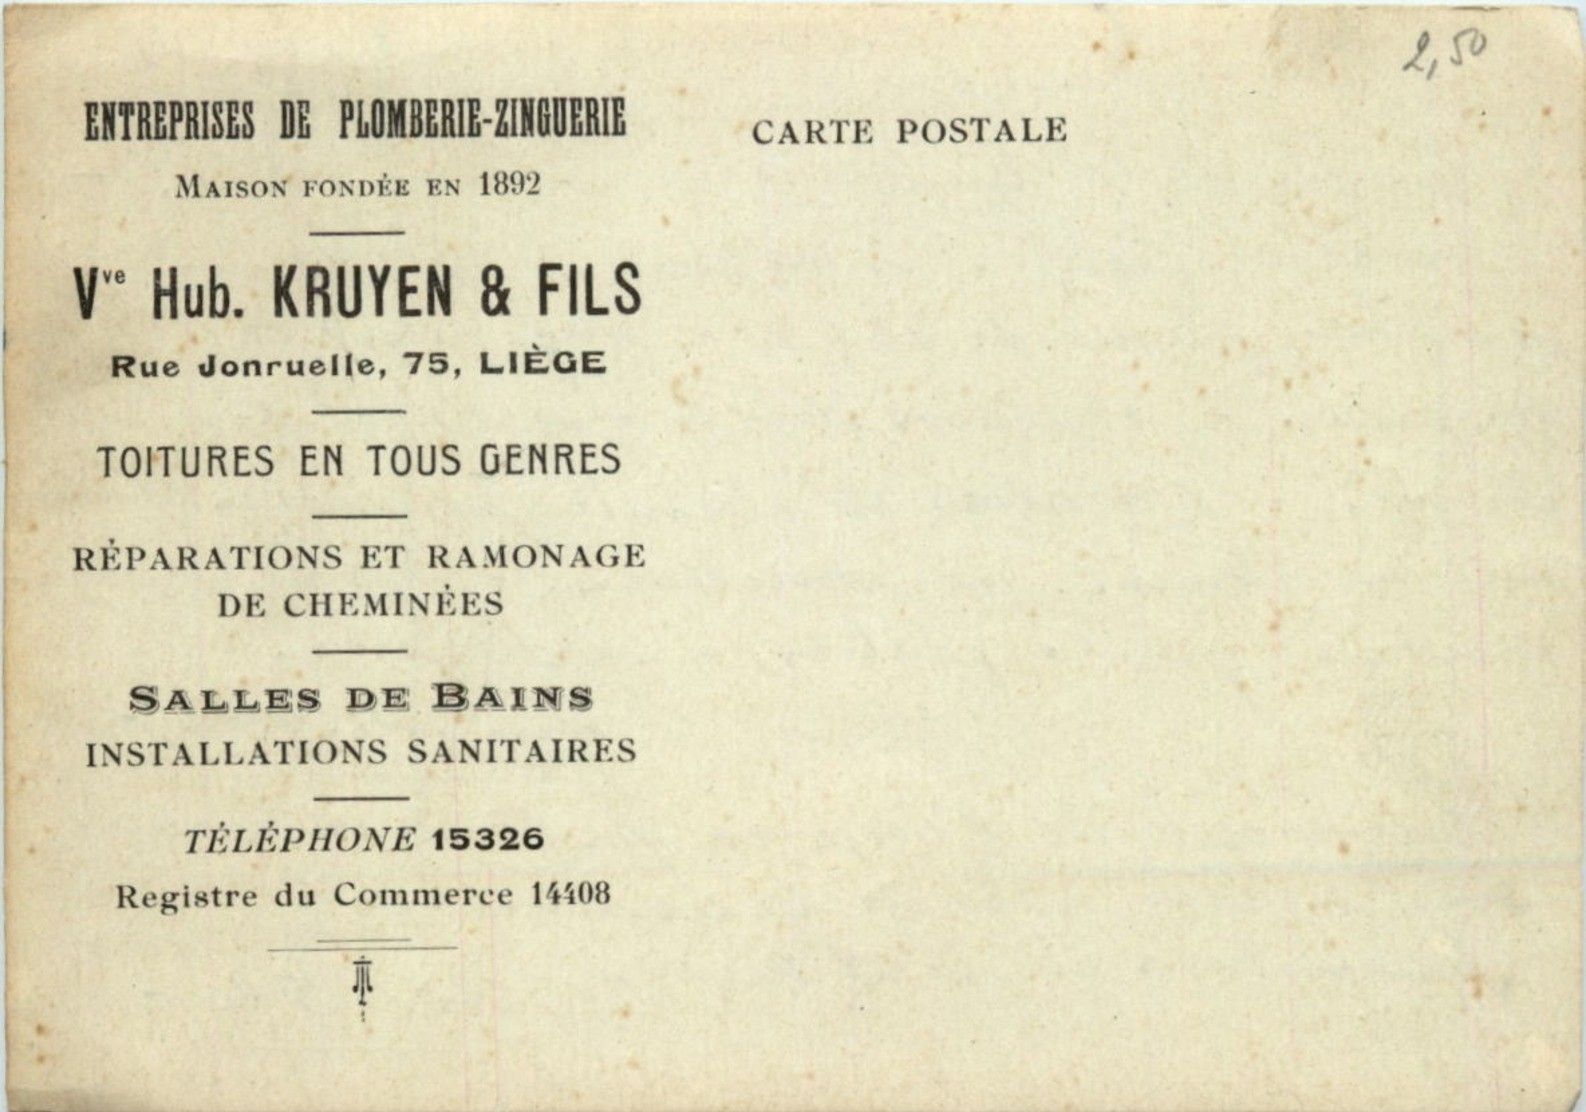 ENTREPRISES DE PLOMBERIE-ZINGUERIE
MAISON FONDÉE EN 1892
Vve Hub. KRUYEN & FILS
Rue Jonruelle, 75, LIÈGE
TOITURES EN TOUS GENRES
RÉPARATIONS ET RAMONAGE
DE CHEMINÉES
SALLES DE BAINS
INSTALLATIONS SANITAIRES
TÉLÉPHONE 15326
Registre du Commerce 14408
CARTE POSTALE
2,50